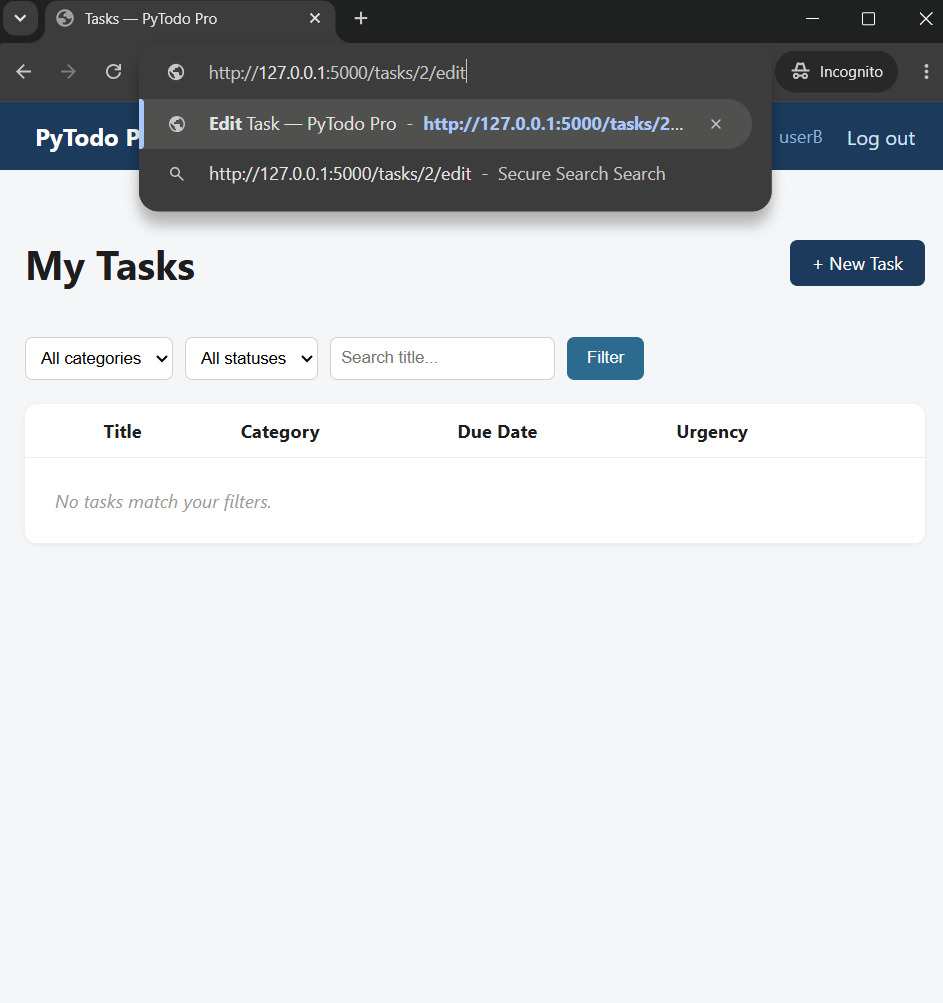 Tasks — PyTodo Pro
http://127.0.0.1:5000/tasks/2/edit
Incognito
Edit Task — PyTodo Pro - http://127.0.0.1:5000/tasks/2...
http://127.0.0.1:5000/tasks/2/edit - Secure Search Search
PyTodo P
userB
Log out
My Tasks
+ New Task
All categories
All statuses
Search title...
Filter
Title Category Due Date Urgency
No tasks match your filters.